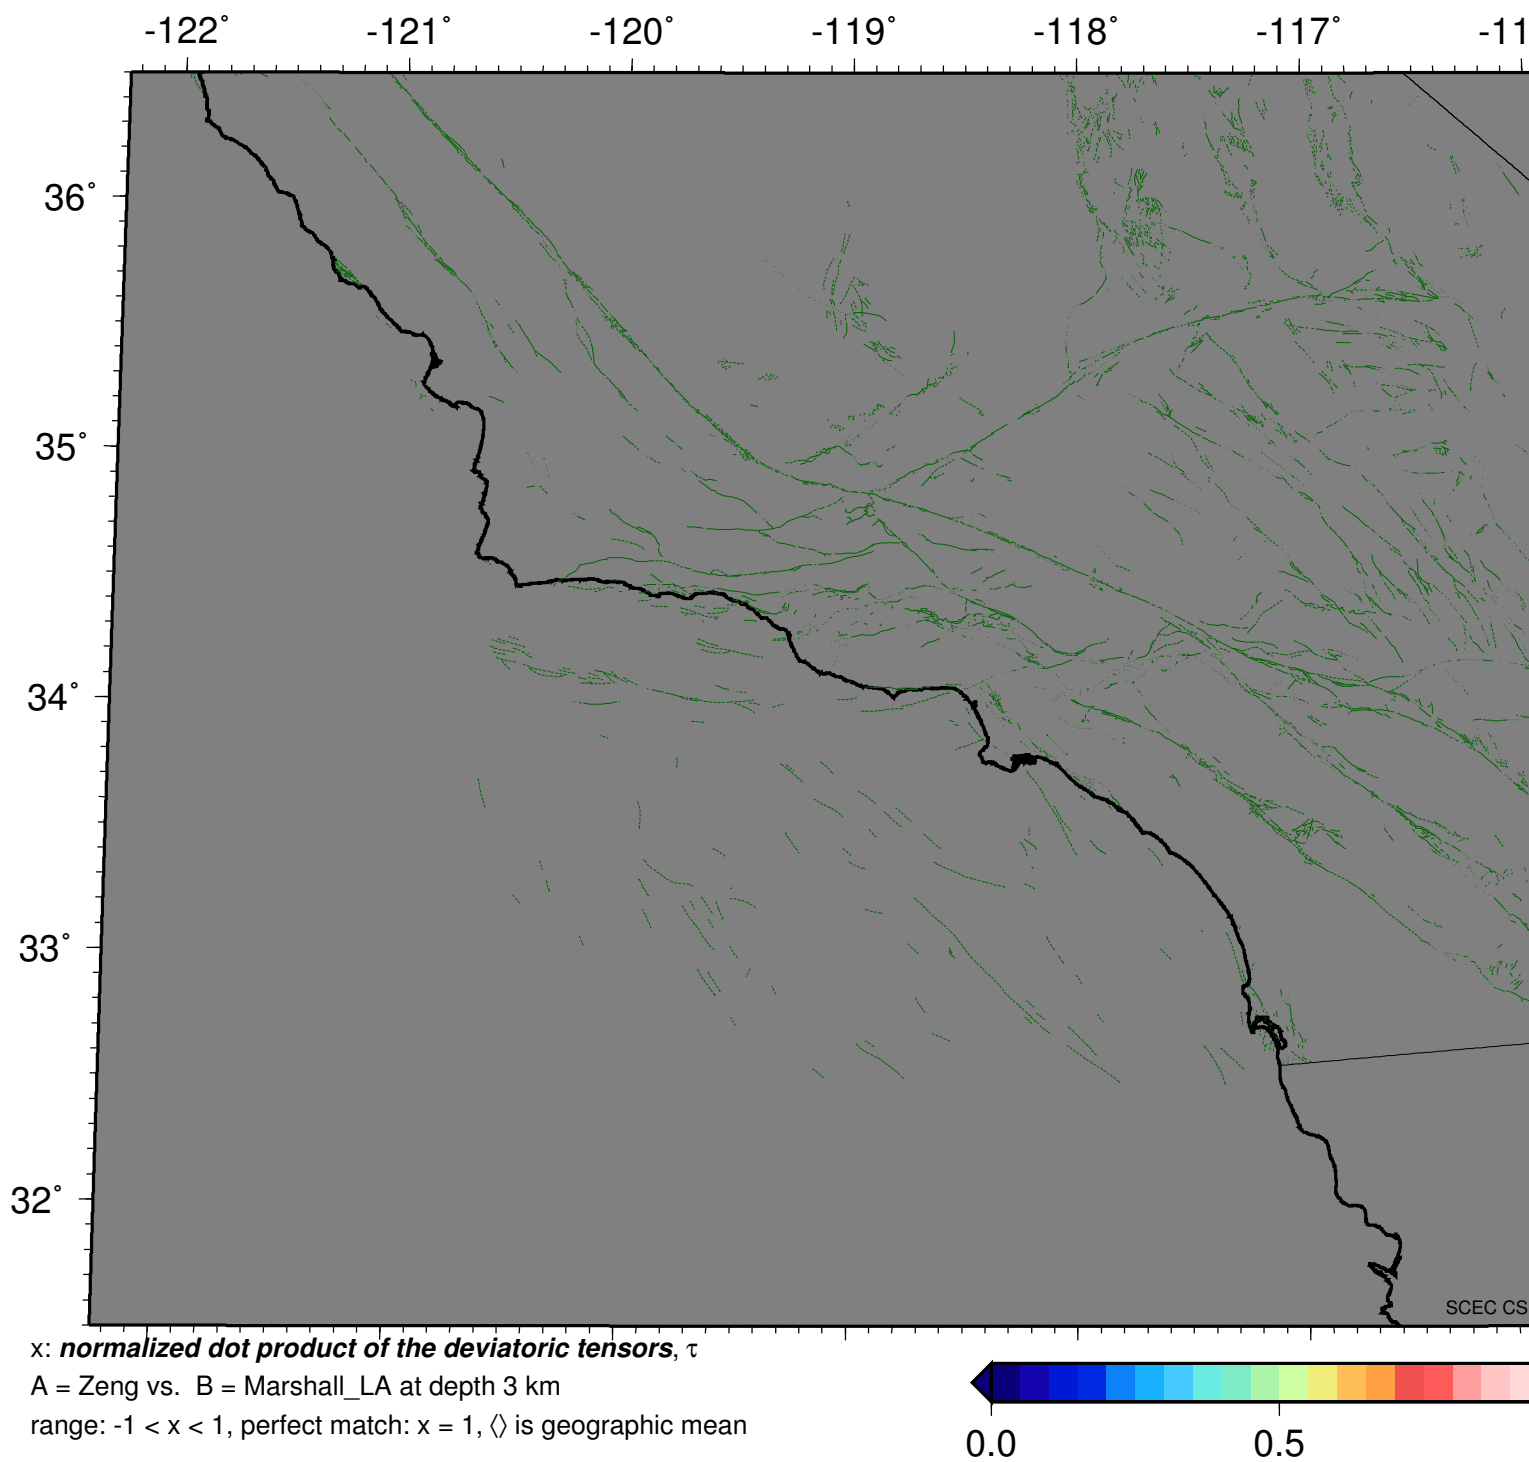 -122° -121° -120° -119° -118° -117° -11
36°
35°
34°
33°
32°
SCEC CS
x: normalized dot product of the deviatoric tensors, τ
A = Zeng vs. B = Marshall_LA at depth 3 km
range: -1 < x < 1, perfect match: x = 1, ⟨⟩ is geographic mean
0.0 0.5